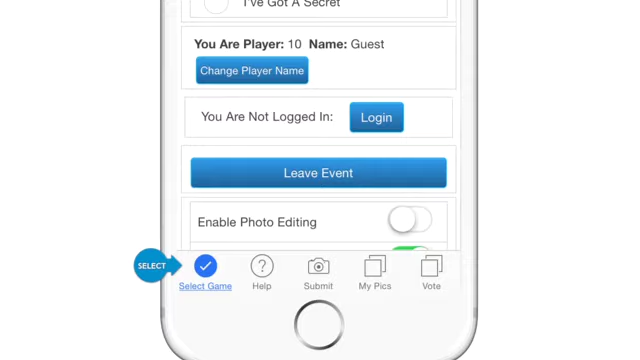 I've Got A Secret
You Are Player: 10 Name: Guest
Change Player Name
You Are Not Logged In:
Login
Leave Event
Enable Photo Editing
SELECT
Select Game
Help
Submit
My Pics
Vote